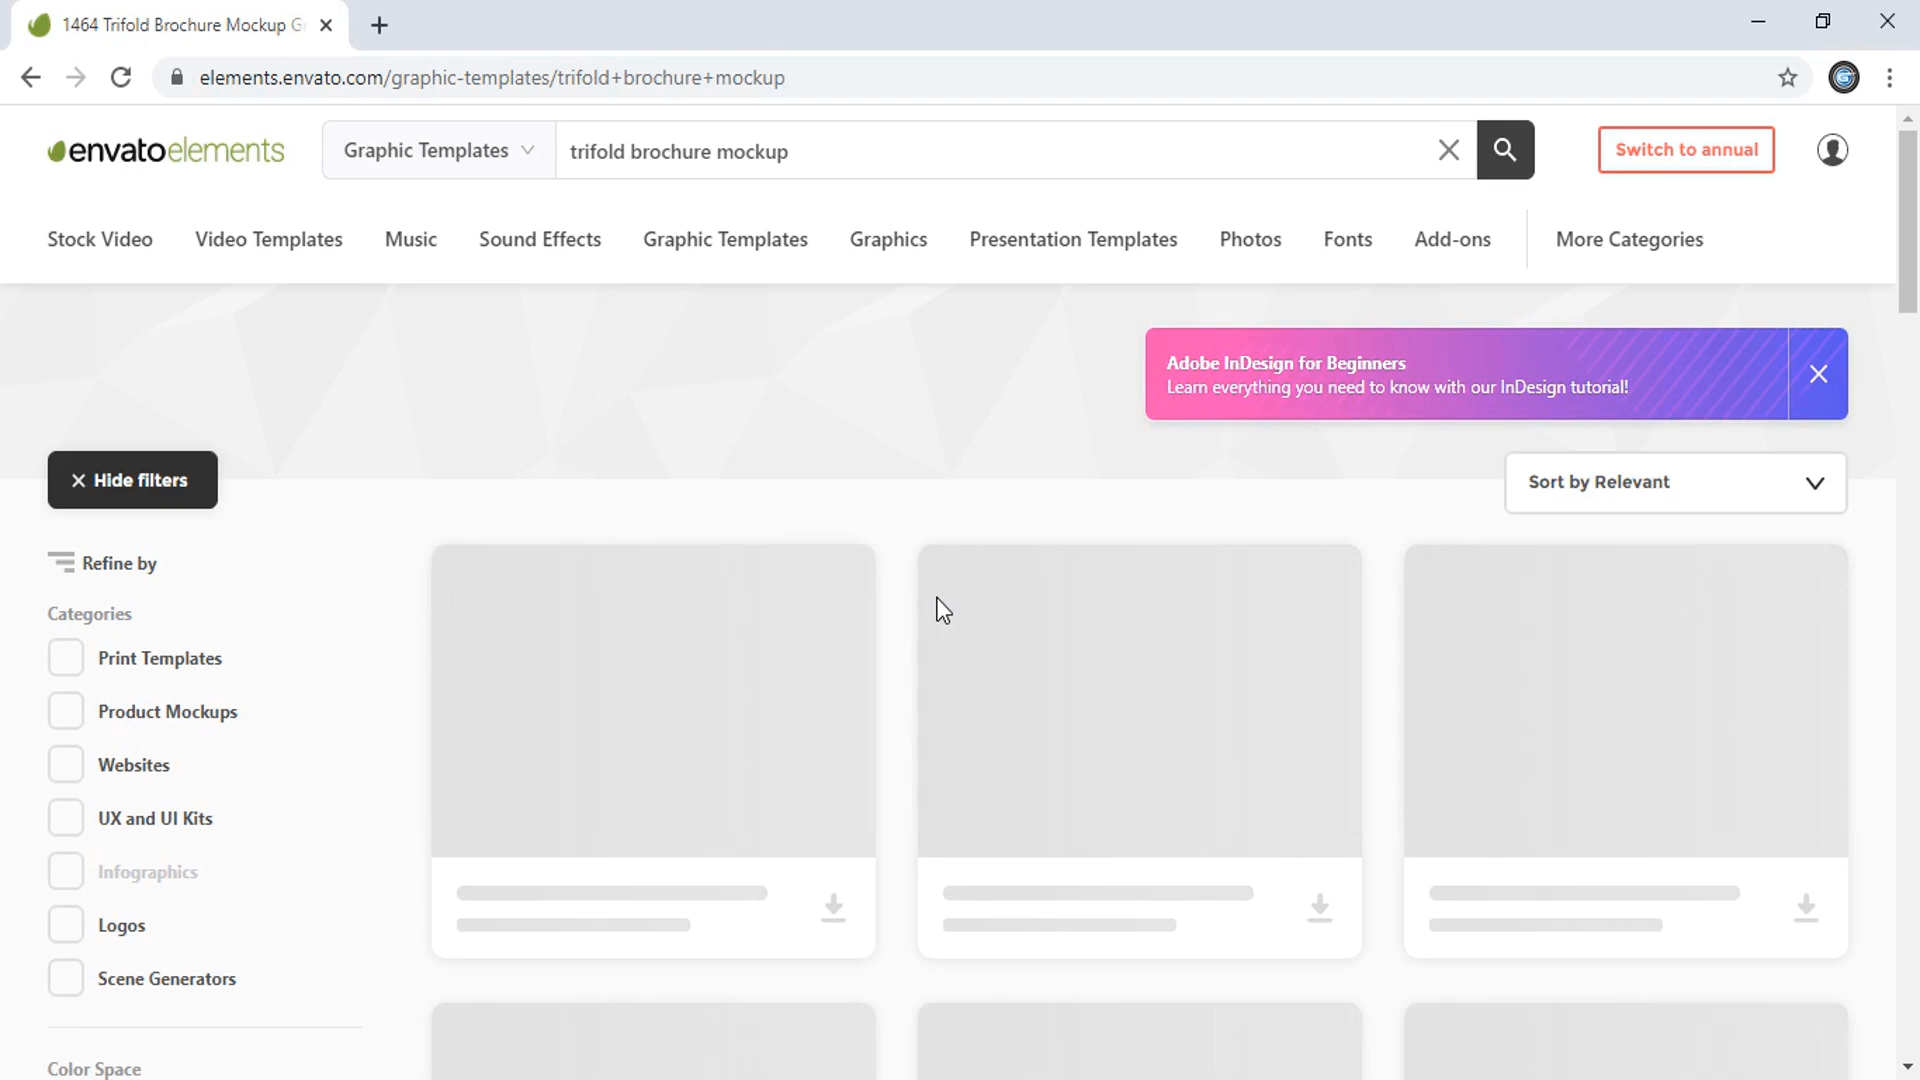 1464 Trifold Brochure Mockup G
elements.envato.com/graphic-templates/trifold+brochure+mockup
envatoelements
Graphic Templates
trifold brochure mockup
Switch to annual
Stock Video
Video Templates
Music
Sound Effects
Graphic Templates
Graphics
Presentation Templates
Photos
Fonts
Add-ons
More Categories
Adobe InDesign for Beginners
Learn everything you need to know with our InDesign tutorial!
Hide filters
Sort by Relevant
Refine by
Categories
Print Templates
Product Mockups
Websites
UX and UI Kits
Infographics
Logos
Scene Generators
Color Space